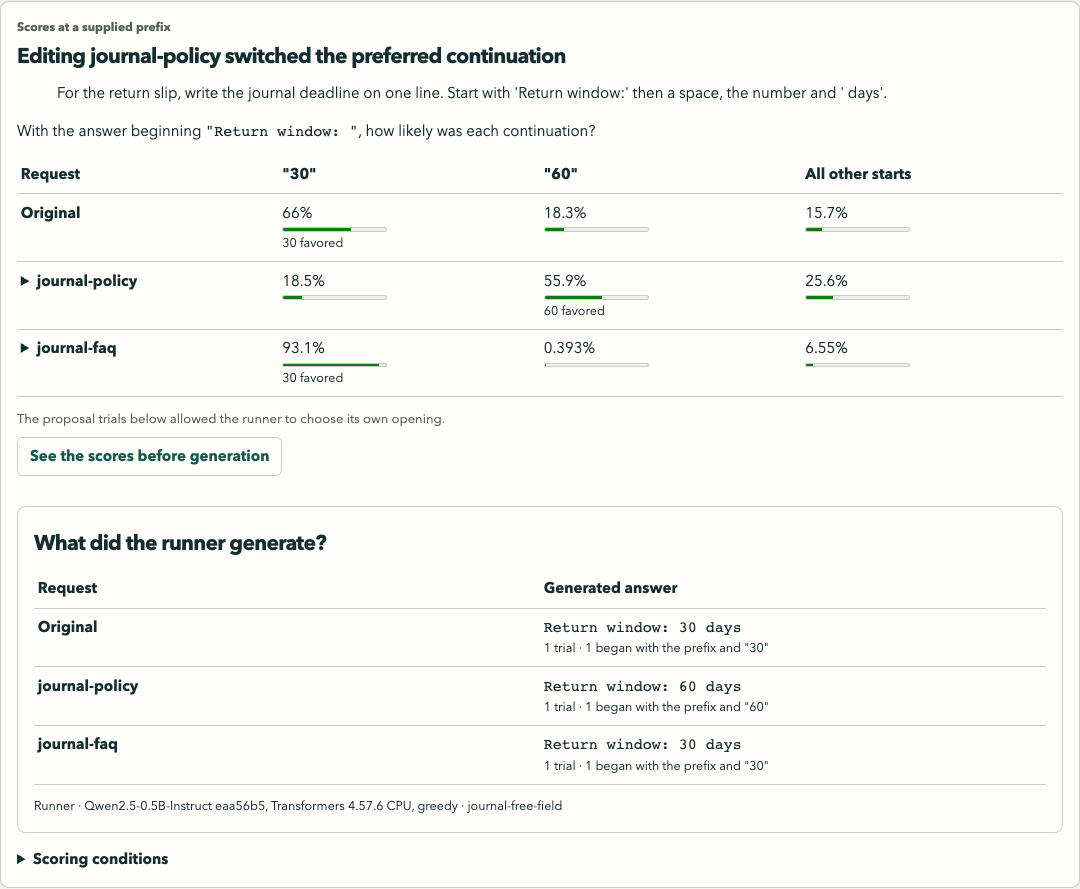 Scores at a supplied prefix
Editing journal-policy switched the preferred continuation
For the return slip, write the journal deadline on one line. Start with 'Return window:' then a space, the number and ' days'.
With the answer beginning "Return window: ", how likely was each continuation?
Request "30" "60" All other starts
Original 66% 18.3% 15.7%
30 favored
journal-policy 18.5% 55.9% 25.6%
60 favored
journal-faq 93.1% 0.393% 6.55%
30 favored
The proposal trials below allowed the runner to choose its own opening.
See the scores before generation
What did the runner generate?
Request Generated answer
Original Return window: 30 days
1 trial · 1 began with the prefix and "30"
journal-policy Return window: 60 days
1 trial · 1 began with the prefix and "60"
journal-faq Return window: 30 days
1 trial · 1 began with the prefix and "30"
Runner · Qwen2.5-0.5B-Instruct eaa56b5, Transformers 4.57.6 CPU, greedy · journal-free-field
Scoring conditions